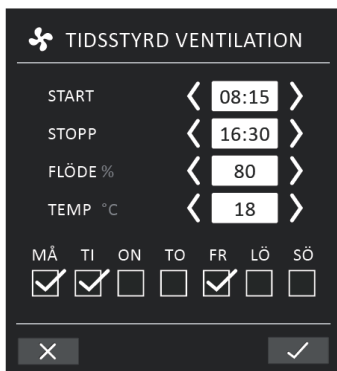 TIDSSTYRD VENTILATION
START 08:15
STOPP 16:30
FLÖDE % 80
TEMP °C 18
MÅ TI ON TO FR LÖ SÖ